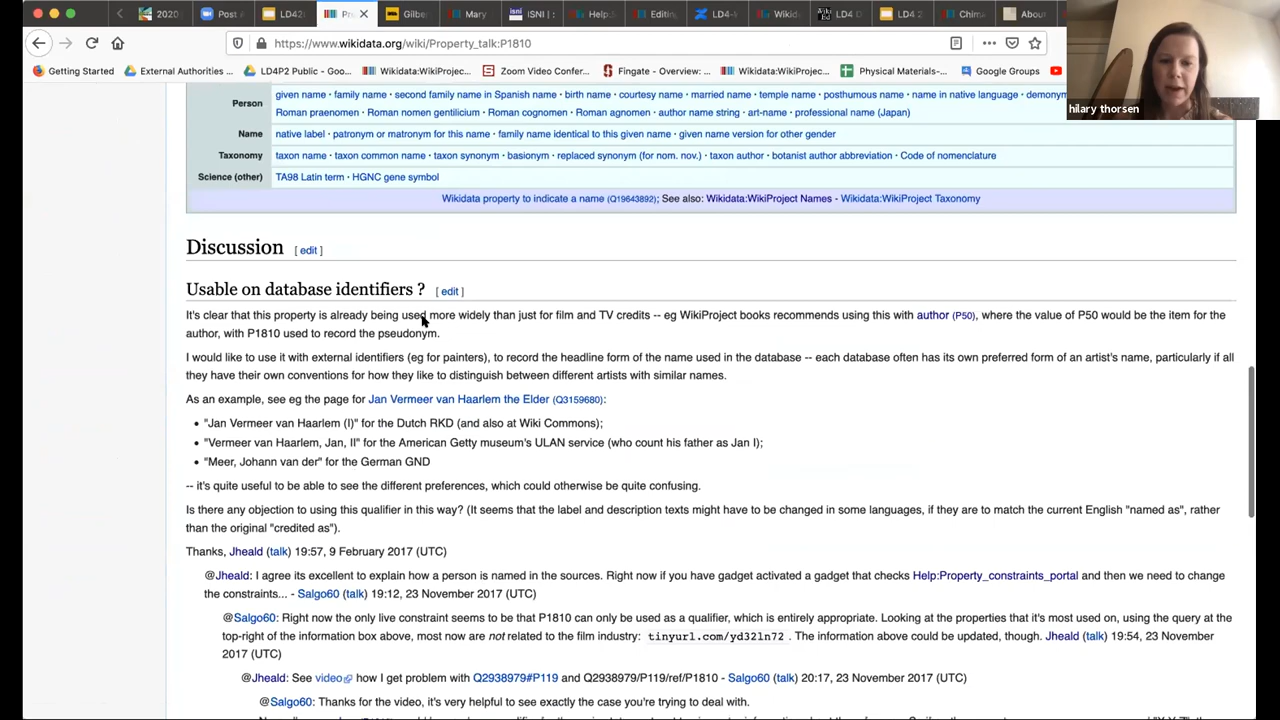 2020
Post A
LD42
Pr
Gilber
Mary
ISNI |
Help:S
Editing
LD4-
Wikid
LD4 D
LD4 2
Chima
Abou
https://www.wikidata.org/wiki/Property_talk:P1810
Getting Started
External Authorities ...
LD4P2 Public - Goo...
Wikidata:WikiProjec...
Zoom Video Confer...
Fingate - Overview: ...
Wikidata:WikiProjec...
Physical Materials-...
Google Groups
hilary thorsen
Person
given name · family name · second family name in Spanish name · birth name · courtesy name · married name · temple name · posthumous name · name in native language · demonym
Roman praenomen · Roman nomen gentilicium · Roman cognomen · Roman agnomen · author name string · art-name · professional name (Japan)
Name
native label · patronym or matronym for this name · family name identical to this given name · given name version for other gender
Taxonomy
taxon name · taxon common name · taxon synonym · basionym · replaced synonym (for nom. nov.) · taxon author · botanist author abbreviation · Code of nomenclature
Science (other)
TA98 Latin term · HGNC gene symbol
Wikidata property to indicate a name (Q19643892); See also: Wikidata:WikiProject Names - Wikidata:WikiProject Taxonomy
Discussion [ edit ]
Usable on database identifiers ? [ edit ]
It's clear that this property is already being used more widely than just for film and TV credits -- eg WikiProject books recommends using this with author (P50), where the value of P50 would be the item for the
author, with P1810 used to record the pseudonym.
I would like to use it with external identifiers (eg for painters), to record the headline form of the name used in the database -- each database often has its own preferred form of an artist's name, particularly if all
they have their own conventions for how they like to distinguish between different artists with similar names.
As an example, see eg the page for Jan Vermeer van Haarlem the Elder (Q3159680):
• "Jan Vermeer van Haarlem (I)" for the Dutch RKD (and also at Wiki Commons);
• "Vermeer van Haarlem, Jan, II" for the American Getty museum's ULAN service (who count his father as Jan I);
• "Meer, Johann van der" for the German GND
-- it's quite useful to be able to see the different preferences, which could otherwise be quite confusing.
Is there any objection to using this qualifier in this way? (It seems that the label and description texts might have to be changed in some languages, if they are to match the current English "named as", rather
than the original "credited as").
Thanks, Jheald (talk) 19:57, 9 February 2017 (UTC)
@Jheald: I agree its excellent to explain how a person is named in the sources. Right now if you have gadget activated a gadget that checks Help:Property_constraints_portal and then we need to change
the constraints... - Salgo60 (talk) 19:12, 23 November 2017 (UTC)
@Salgo60: Right now the only live constraint seems to be that P1810 can only be used as a qualifier, which is entirely appropriate. Looking at the properties that it's most used on, using the query at the
top-right of the information box above, most now are not related to the film industry: tinyurl.com/yd32ln72 . The information above could be updated, though. Jheald (talk) 19:54, 23 November
2017 (UTC)
@Jheald: See video how I get problem with Q2938979#P119 and Q2938979/P119/ref/P1810 - Salgo60 (talk) 20:17, 23 November 2017 (UTC)
@Salgo60: Thanks for the video, it's very helpful to see exactly the case you're trying to deal with.